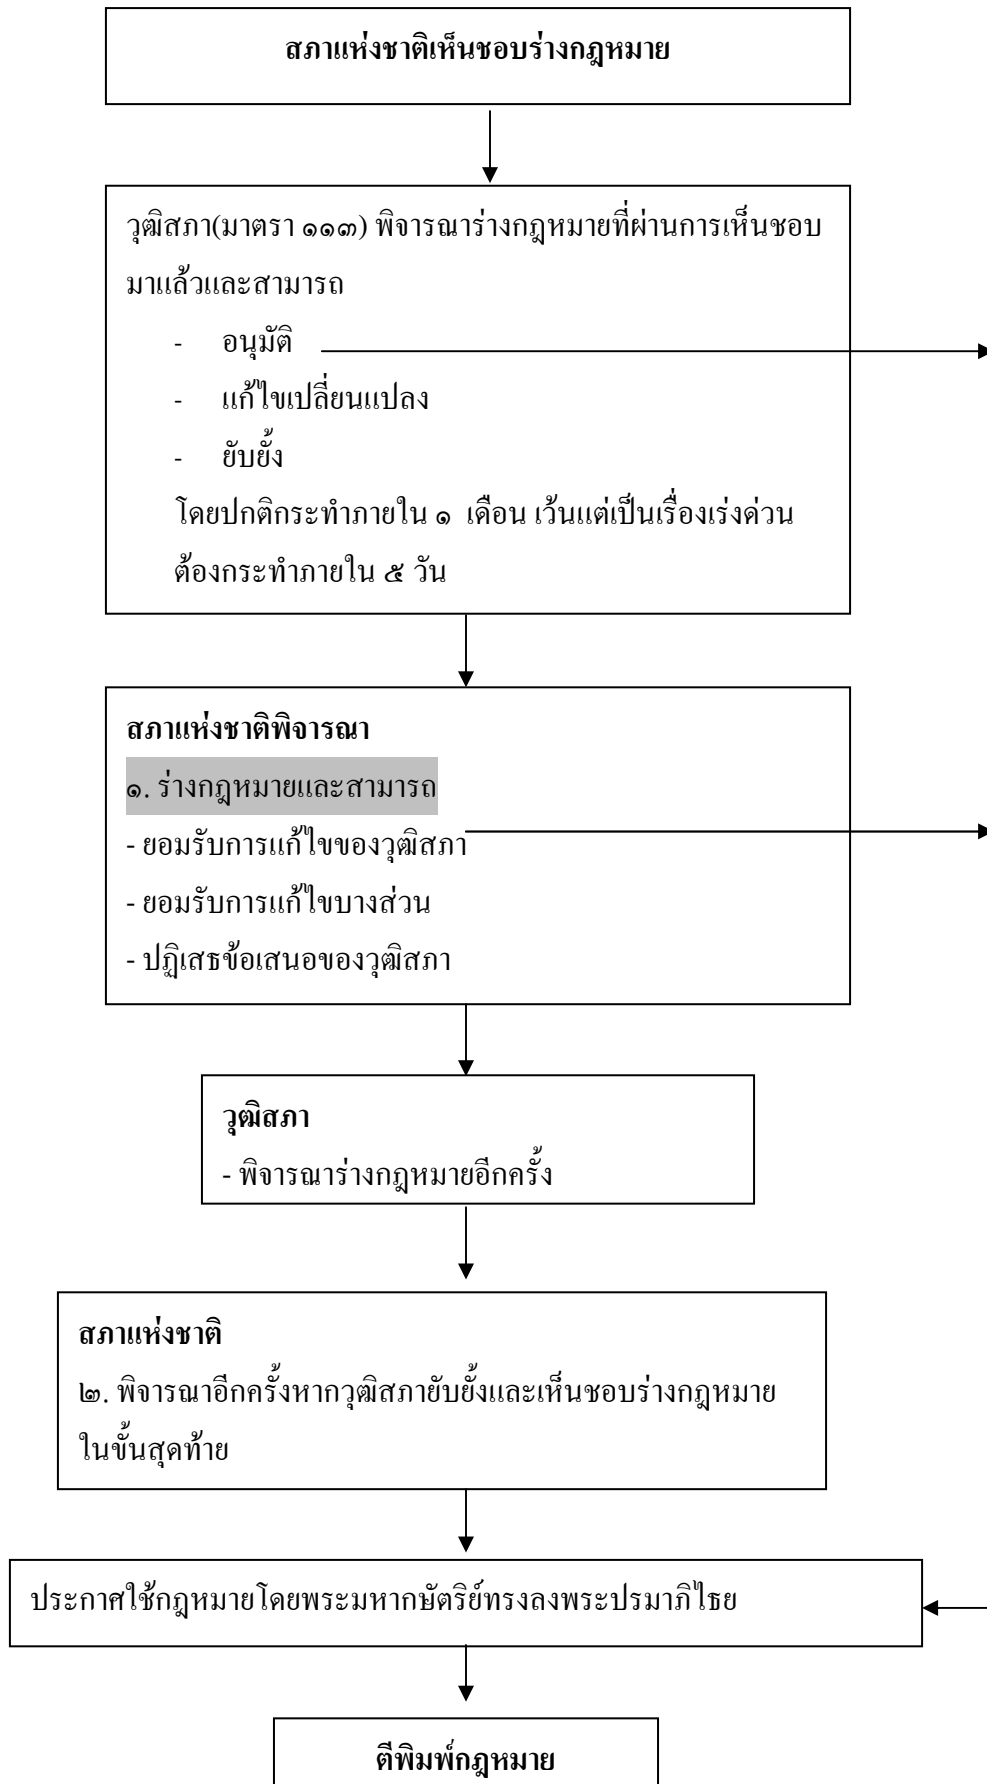 สภาแห่งชาติเห็นชอบร่างกฎหมาย
วุฒิสภา(มาตรา ๑๑๓) พิจารณาร่างกฎหมายที่ผ่านการเห็นชอบ
มาแล้วและสามารถ
- อนุมัติ
- แก้ไขเปลี่ยนแปลง
- ยับยั้ง
โดยปกติกระทำภายใน ๑ เดือน เว้นแต่เป็นเรื่องเร่งด่วน
ต้องกระทำภายใน ๕ วัน
สภาแห่งชาติพิจารณา
๑. ร่างกฎหมายและสามารถ
- ยอมรับการแก้ไขของวุฒิสภา
- ยอมรับการแก้ไขบางส่วน
- ปฏิเสธข้อเสนอของวุฒิสภา
วุฒิสภา
- พิจารณาร่างกฎหมายอีกครั้ง
สภาแห่งชาติ
๒. พิจารณาอีกครั้งหากวุฒิสภายับยั้งและเห็นชอบร่างกฎหมาย
ในขั้นสุดท้าย
ประกาศใช้กฎหมายโดยพระมหากษัตริย์ทรงลงพระปรมาภิไธย
ตีพิมพ์กฎหมาย